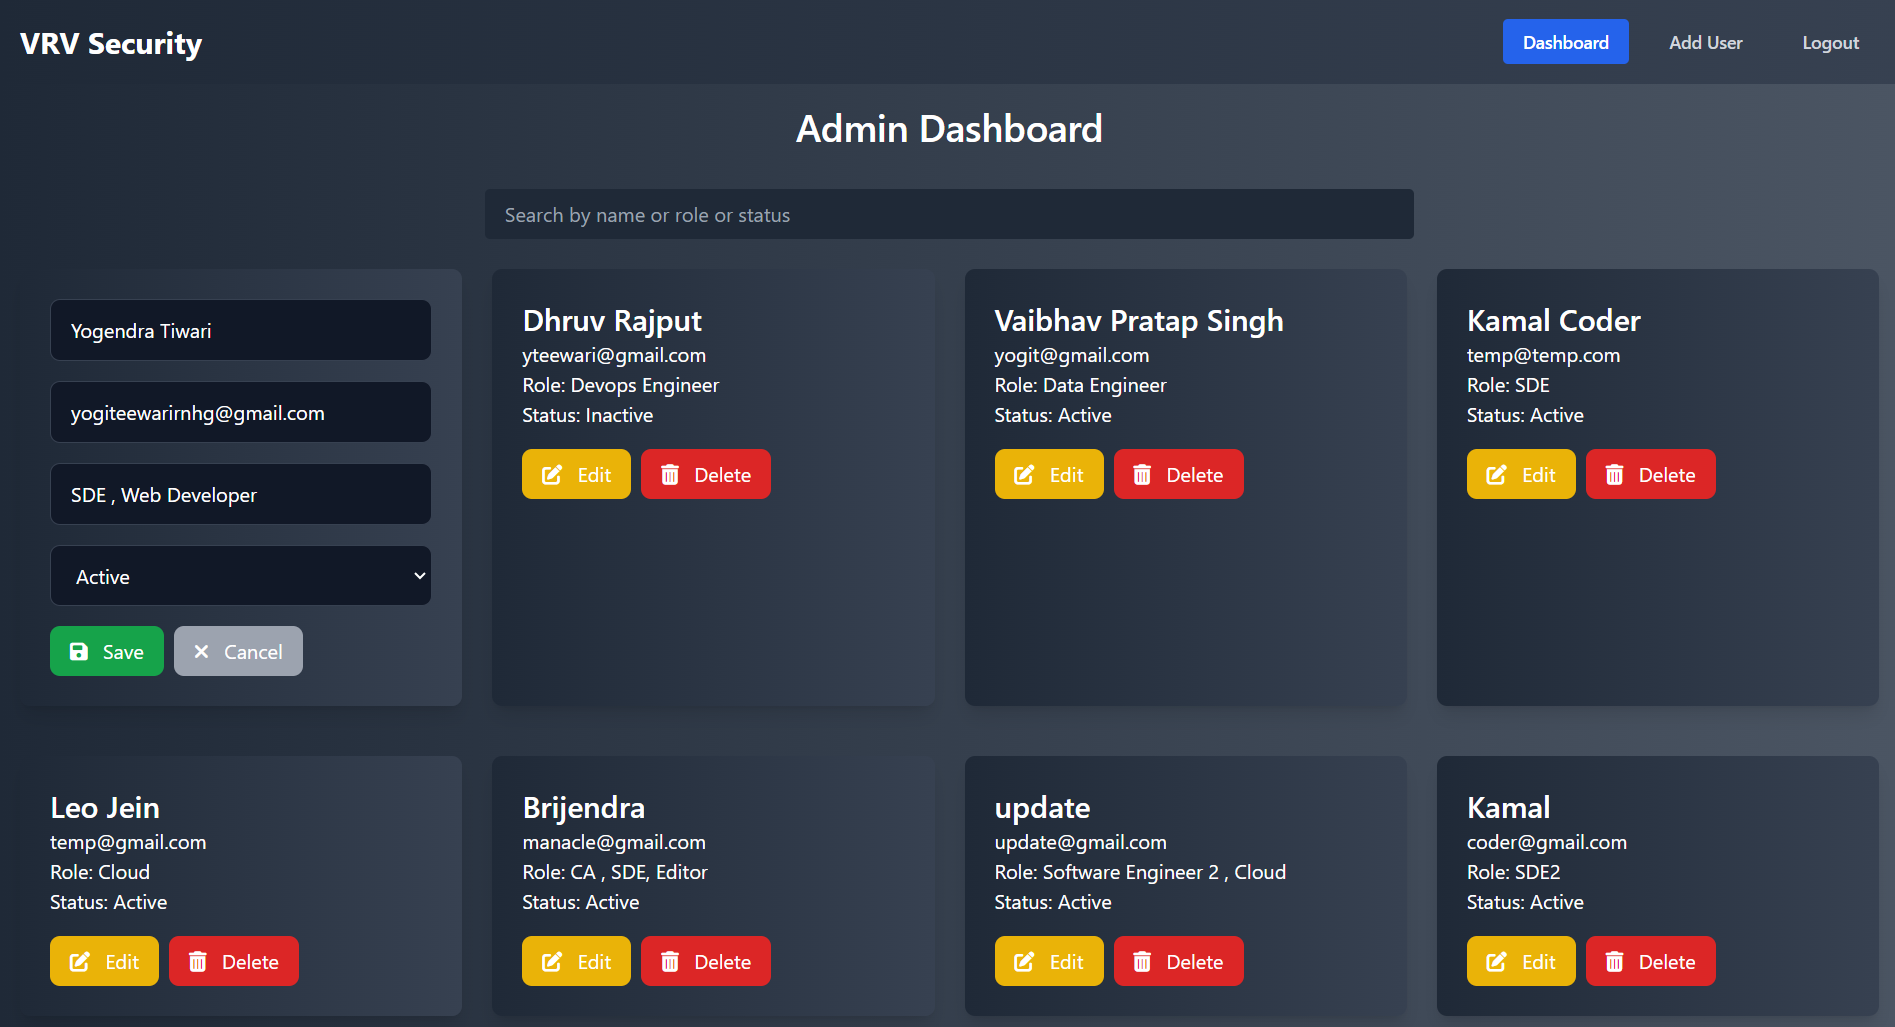 VRV Security
Dashboard
Add User
Logout
Admin Dashboard
Search by name or role or status
Yogendra Tiwari
yogiteewarirnhg@gmail.com
SDE , Web Developer
Active
Save
Cancel
Dhruv Rajput
yteewari@gmail.com
Role: Devops Engineer
Status: Inactive
Edit
Delete
Vaibhav Pratap Singh
yogit@gmail.com
Role: Data Engineer
Status: Active
Edit
Delete
Kamal Coder
temp@temp.com
Role: SDE
Status: Active
Edit
Delete
Leo Jein
temp@gmail.com
Role: Cloud
Status: Active
Edit
Delete
Brijendra
manacle@gmail.com
Role: CA , SDE, Editor
Status: Active
Edit
Delete
update
update@gmail.com
Role: Software Engineer 2 , Cloud
Status: Active
Edit
Delete
Kamal
coder@gmail.com
Role: SDE2
Status: Active
Edit
Delete